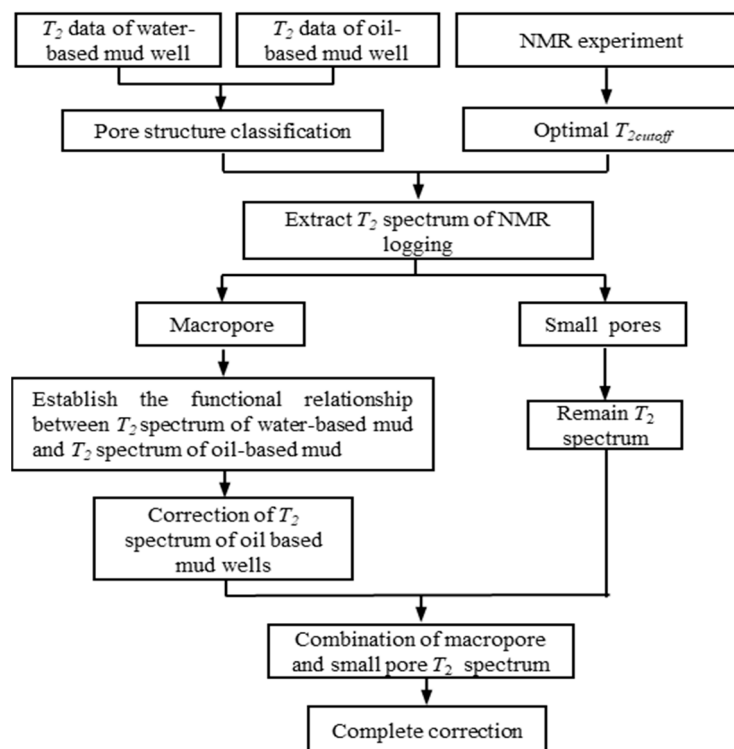 T₂ data of water-
based mud well
T₂ data of oil-
based mud well
NMR experiment
Pore structure classification
Optimal T₂cutoff
Extract T₂ spectrum of NMR
logging
Macropore
Small pores
Establish the functional relationship
between T₂ spectrum of water-based mud
and T₂ spectrum of oil-based mud
Remain T₂
spectrum
Correction of T₂
spectrum of oil based
mud wells
Combination of macropore
and small pore T₂ spectrum
Complete correction